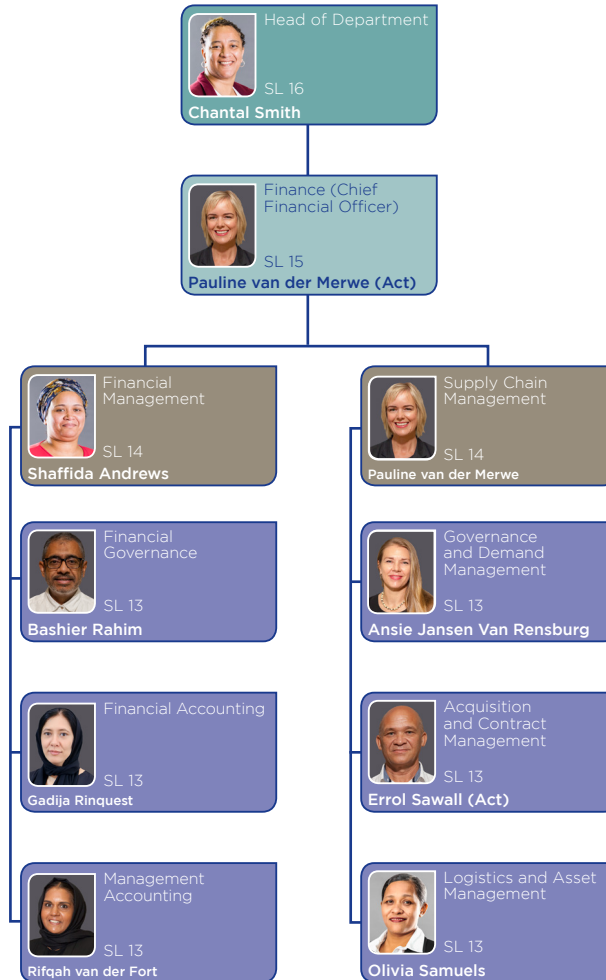 Head of Department
SL 16
Chantal Smith
Finance (Chief
Financial Officer)
SL 15
Pauline van der Merwe (Act)
Financial
Management
SL 14
Shaffida Andrews
Supply Chain
Management
SL 14
Pauline van der Merwe
Financial
Governance
SL 13
Bashier Rahim
Governance
and Demand
Management
SL 13
Ansie Jansen Van Rensburg
Financial Accounting
SL 13
Gadija Rinquest
Acquisition
and Contract
Management
SL 13
Errol Sawall (Act)
Management
Accounting
SL 13
Rifqah van der Fort
Logistics and Asset
Management
SL 13
Olivia Samuels